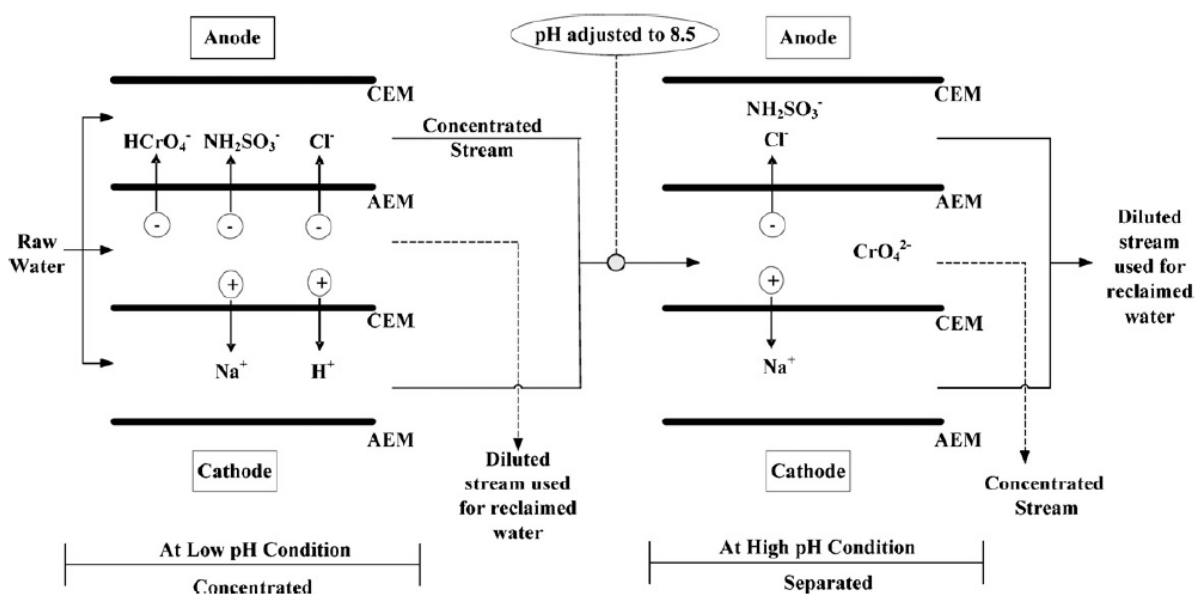 Anode
CEM
HCrO₄⁻ NH₂SO₃⁻ Cl⁻
AEM
Raw
Water
- - -
+ +
CEM
Na⁺ H⁺
AEM
Cathode
Concentrated
Stream
Diluted
stream used
for reclaimed
water
At Low pH Condition
Concentrated
pH adjusted to 8.5
Anode
CEM
NH₂SO₃⁻
Cl⁻
AEM
-
CrO₄²⁻
+
CEM
Na⁺
AEM
Cathode
Diluted
stream
used for
reclaimed
water
Concentrated
Stream
At High pH Condition
Separated